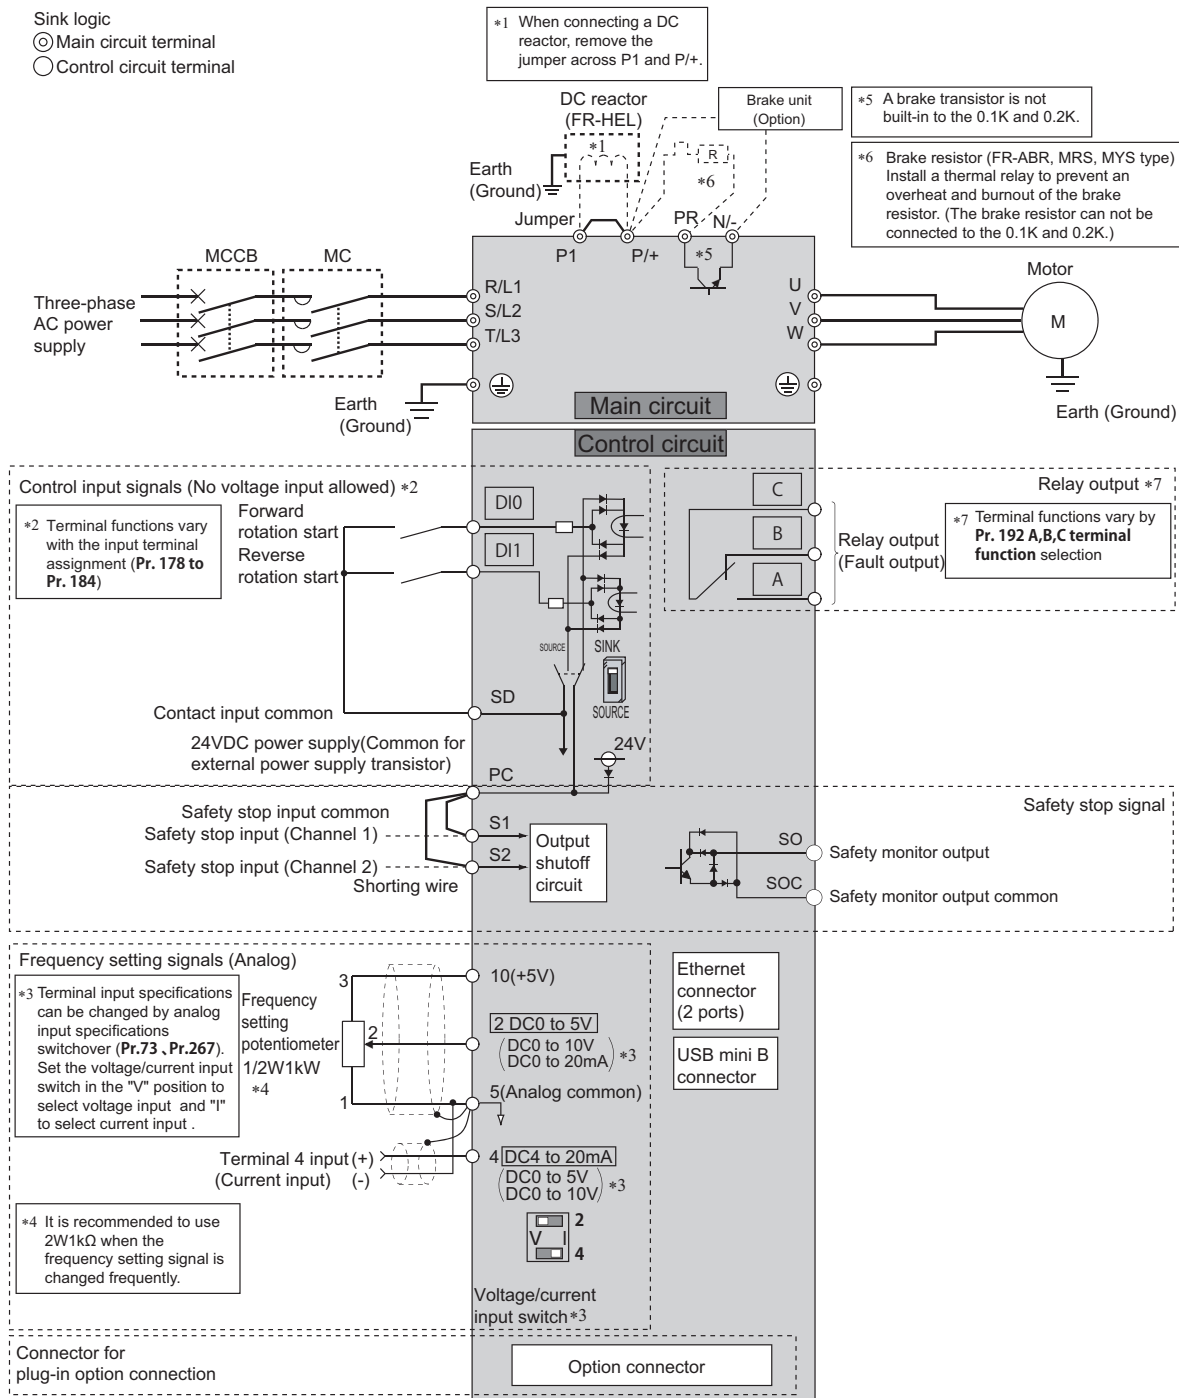 Sink logic
Main circuit terminal
Control circuit terminal
*1 When connecting a DC
reactor, remove the
jumper across P1 and P/+.
DC reactor
(FR-HEL)
*1
Brake unit
(Option)
*5 A brake transistor is not
built-in to the 0.1K and 0.2K.
*6 Brake resistor (FR-ABR, MRS, MYS type)
Install a thermal relay to prevent an
overheat and burnout of the brake
resistor. (The brake resistor can not be
connected to the 0.1K and 0.2K.)
Earth
(Ground)
R
*6
Jumper
PR
N/-
P1
P/+
*5
MCCB
MC
Three-phase
AC power
supply
R/L1
S/L2
T/L3
U
V
W
Motor
M
Earth
(Ground)
Earth (Ground)
Main circuit
Control circuit
Control input signals (No voltage input allowed) *2
*2 Terminal functions vary
with the input terminal
assignment (Pr. 178 to
Pr. 184)
Forward
rotation start
Reverse
rotation start
DI0
DI1
SOURCE
SINK
SOURCE
SD
Contact input common
24VDC power supply(Common for
external power supply transistor)
24V
PC
Relay output *7
C
B
A
Relay output
(Fault output)
*7 Terminal functions vary by
Pr. 192 A,B,C terminal
function selection
Safety stop signal
Safety stop input common
Safety stop input (Channel 1)
Safety stop input (Channel 2)
Shorting wire
S1
S2
Output
shutoff
circuit
SO
Safety monitor output
SOC
Safety monitor output common
Frequency setting signals (Analog)
*3 Terminal input specifications
can be changed by analog
input specifications
switchover (Pr.73 、Pr.267).
Set the voltage/current input
switch in the "V" position to
select voltage input and "I"
to select current input .
Frequency
setting
potentiometer
1/2W1kW
*4
3
2
1
10(+5V)
2 DC0 to 5V
(DC0 to 10V
DC0 to 20mA) *3
5(Analog common)
Terminal 4 input (+)
(Current input) (-)
4 DC4 to 20mA
(DC0 to 5V
DC0 to 10V) *3
2
V I
4
Voltage/current
input switch*3
*4 It is recommended to use
2W1kΩ when the
frequency setting signal is
changed frequently.
Ethernet
connector
(2 ports)
USB mini B
connector
Connector for
plug-in option connection
Option connector